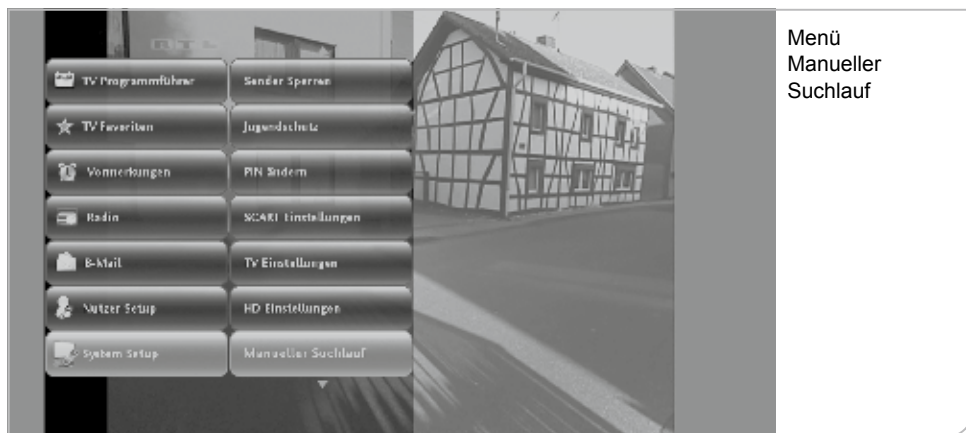 RTL
TV Programmführer
Sender Sperren
TV Favoriten
Jugendschutz
Vormerkungen
PIN Ändern
Radio
SCART Einstellungen
E-Mail
TV Einstellungen
Nutzer Setup
HD Einstellungen
System Setup
Manueller Suchlauf
Menü
Manueller
Suchlauf